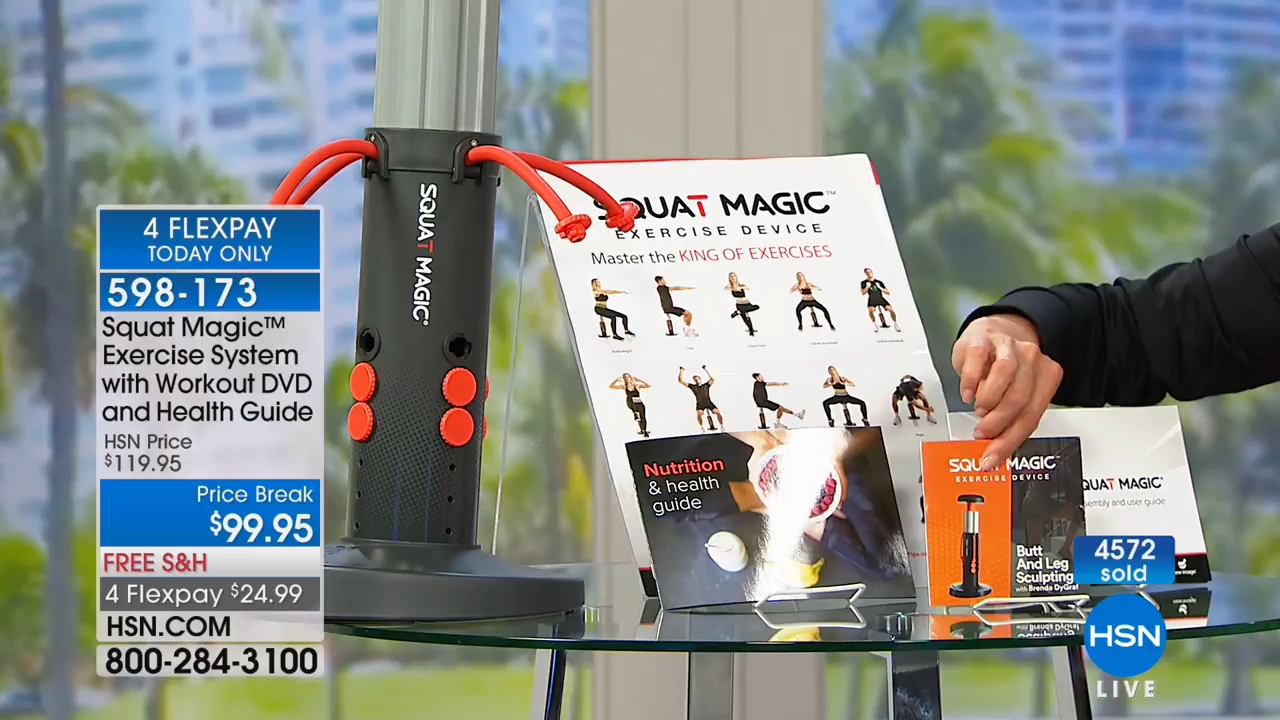 4 FLEXPAY
TODAY ONLY
598-173
Squat Magic™
Exercise System
with Workout DVD
and Health Guide
HSN Price
$119.95
Price Break
$99.95
FREE S&H
4 Flexpay $24.99
HSN.COM
800-284-3100
SQUAT MAGIC
SQUAT MAGIC™
EXERCISE DEVICE
Master the KING OF EXERCISES
Nutrition
& health
guide
SQUAT MAGIC
EXERCISE DEVICE
Butt
And Leg
Sculpting
with Brenda DyGraf
QUAT MAGIC
and user guide
4572
sold
HSN
LIVE